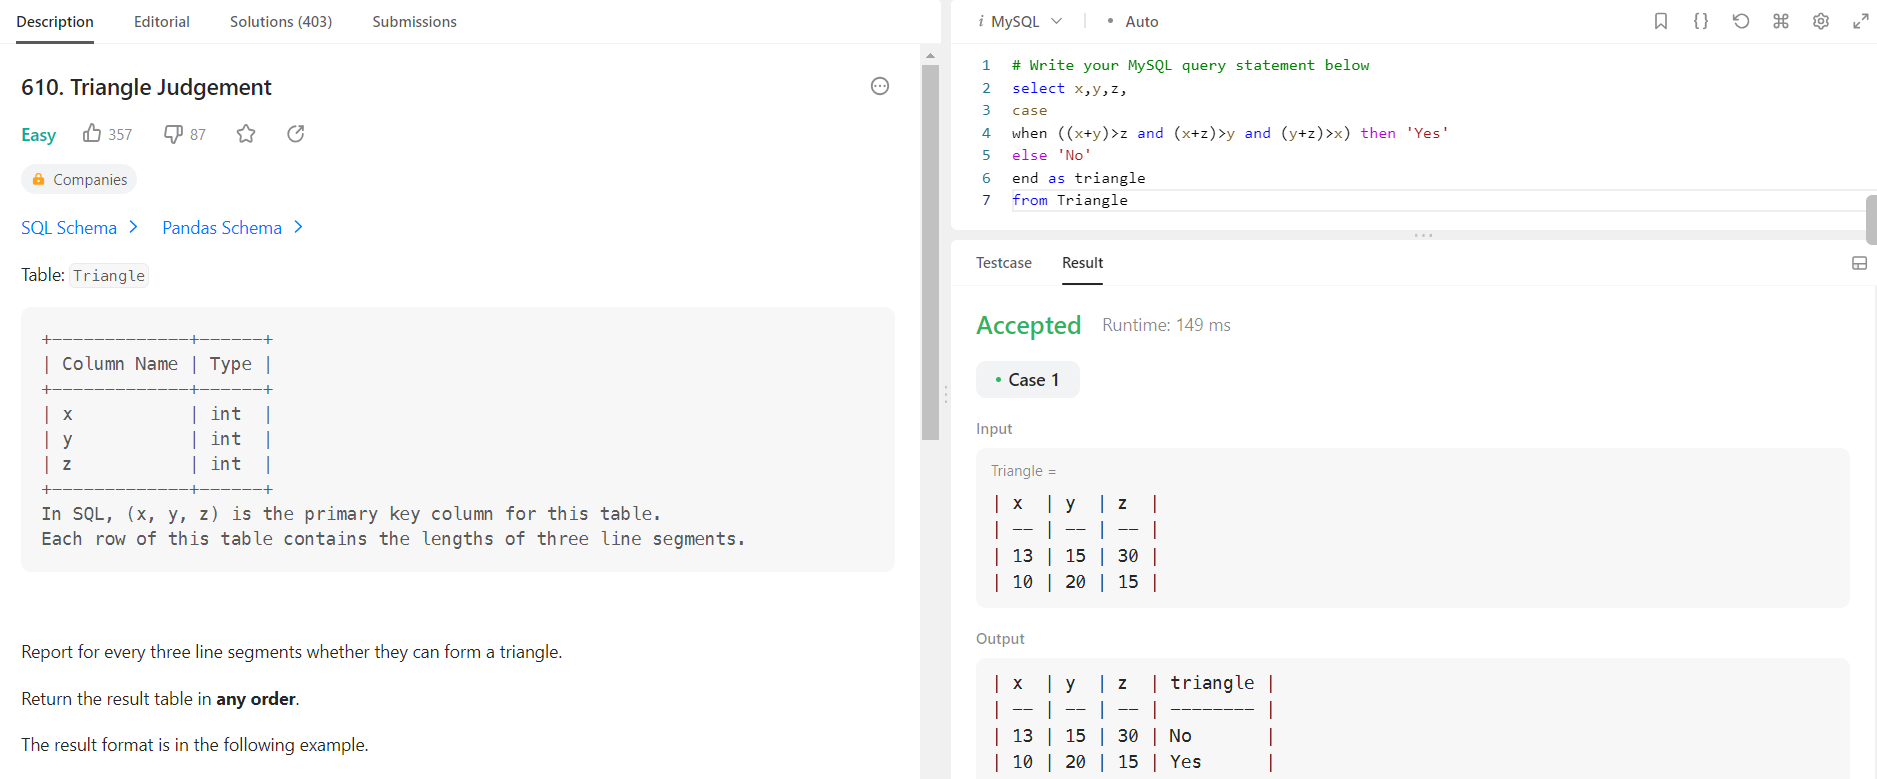 Description Editorial Solutions (403) Submissions
610. Triangle Judgement
Easy 357 87
Companies
SQL Schema > Pandas Schema >
Table: Triangle
+-------------+------+
| Column Name | Type |
+-------------+------+
| x           | int  |
| y           | int  |
| z           | int  |
+-------------+------+
In SQL, (x, y, z) is the primary key column for this table.
Each row of this table contains the lengths of three line segments.
Report for every three line segments whether they can form a triangle.
Return the result table in any order.
The result format is in the following example.
i MySQL • Auto
1 # Write your MySQL query statement below
2 select x,y,z,
3 case
4 when ((x+y)>z and (x+z)>y and (y+z)>x) then 'Yes'
5 else 'No'
6 end as triangle
7 from Triangle
Testcase Result
Accepted Runtime: 149 ms
• Case 1
Input
Triangle =
| x  | y  | z  |
| -- | -- | -- |
| 13 | 15 | 30 |
| 10 | 20 | 15 |
Output
| x  | y  | z  | triangle |
| -- | -- | -- | -------- |
| 13 | 15 | 30 | No       |
| 10 | 20 | 15 | Yes      |